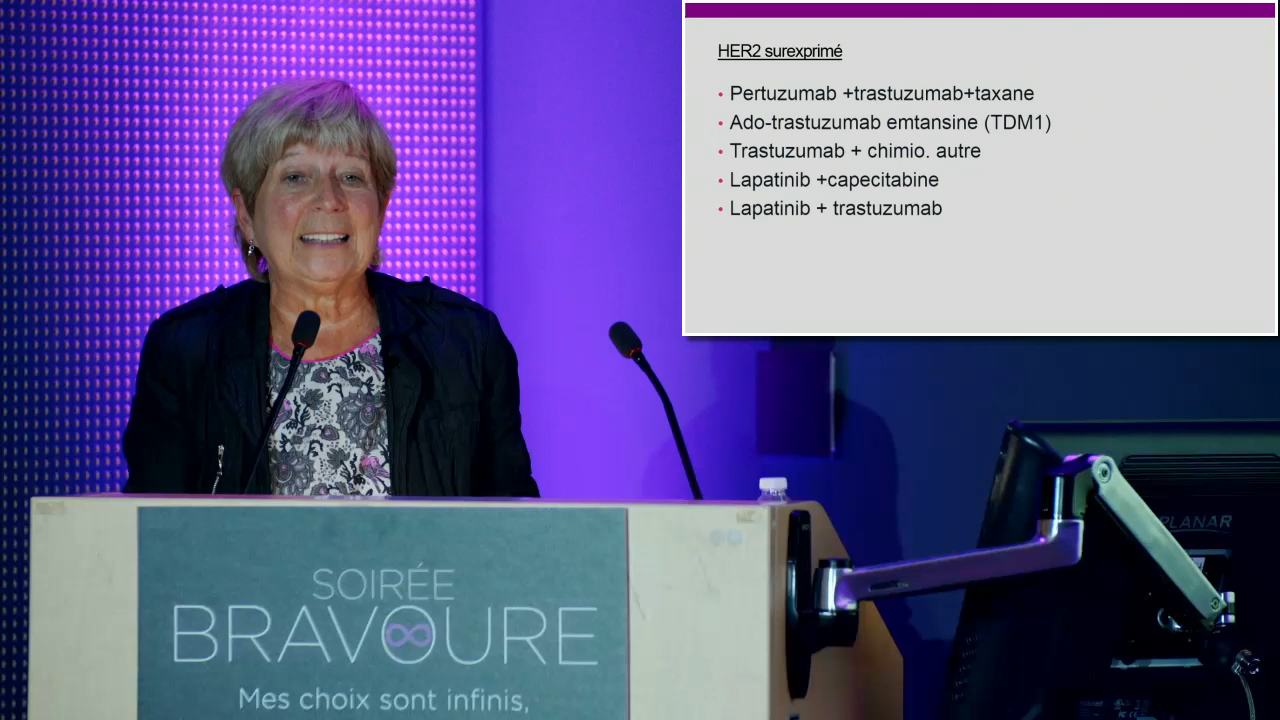 HER2 surexprimé
• Pertuzumab +trastuzumab+taxane
• Ado-trastuzumab emtansine (TDM1)
• Trastuzumab + chimio. autre
• Lapatinib +capecitabine
• Lapatinib + trastuzumab
PLANAR
SOIRÉE
BRAVOURE
Mes choix sont infinis,